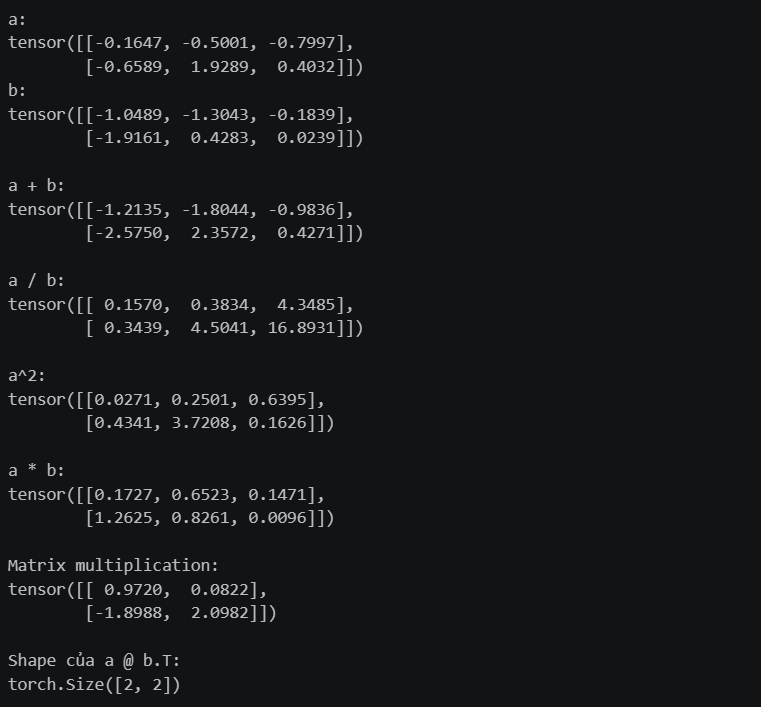 a:
tensor([[-0.1647, -0.5001, -0.7997],
        [-0.6589,  1.9289,  0.4032]])
b:
tensor([[-1.0489, -1.3043, -0.1839],
        [-1.9161,  0.4283,  0.0239]])

a + b:
tensor([[-1.2135, -1.8044, -0.9836],
        [-2.5750,  2.3572,  0.4271]])

a / b:
tensor([[ 0.1570,  0.3834,  4.3485],
        [ 0.3439,  4.5041, 16.8931]])

a^2:
tensor([[0.0271, 0.2501, 0.6395],
        [0.4341, 3.7208, 0.1626]])

a * b:
tensor([[0.1727, 0.6523, 0.1471],
        [1.2625, 0.8261, 0.0096]])

Matrix multiplication:
tensor([[ 0.9720,  0.0822],
        [-1.8988,  2.0982]])

Shape của a @ b.T:
torch.Size([2, 2])